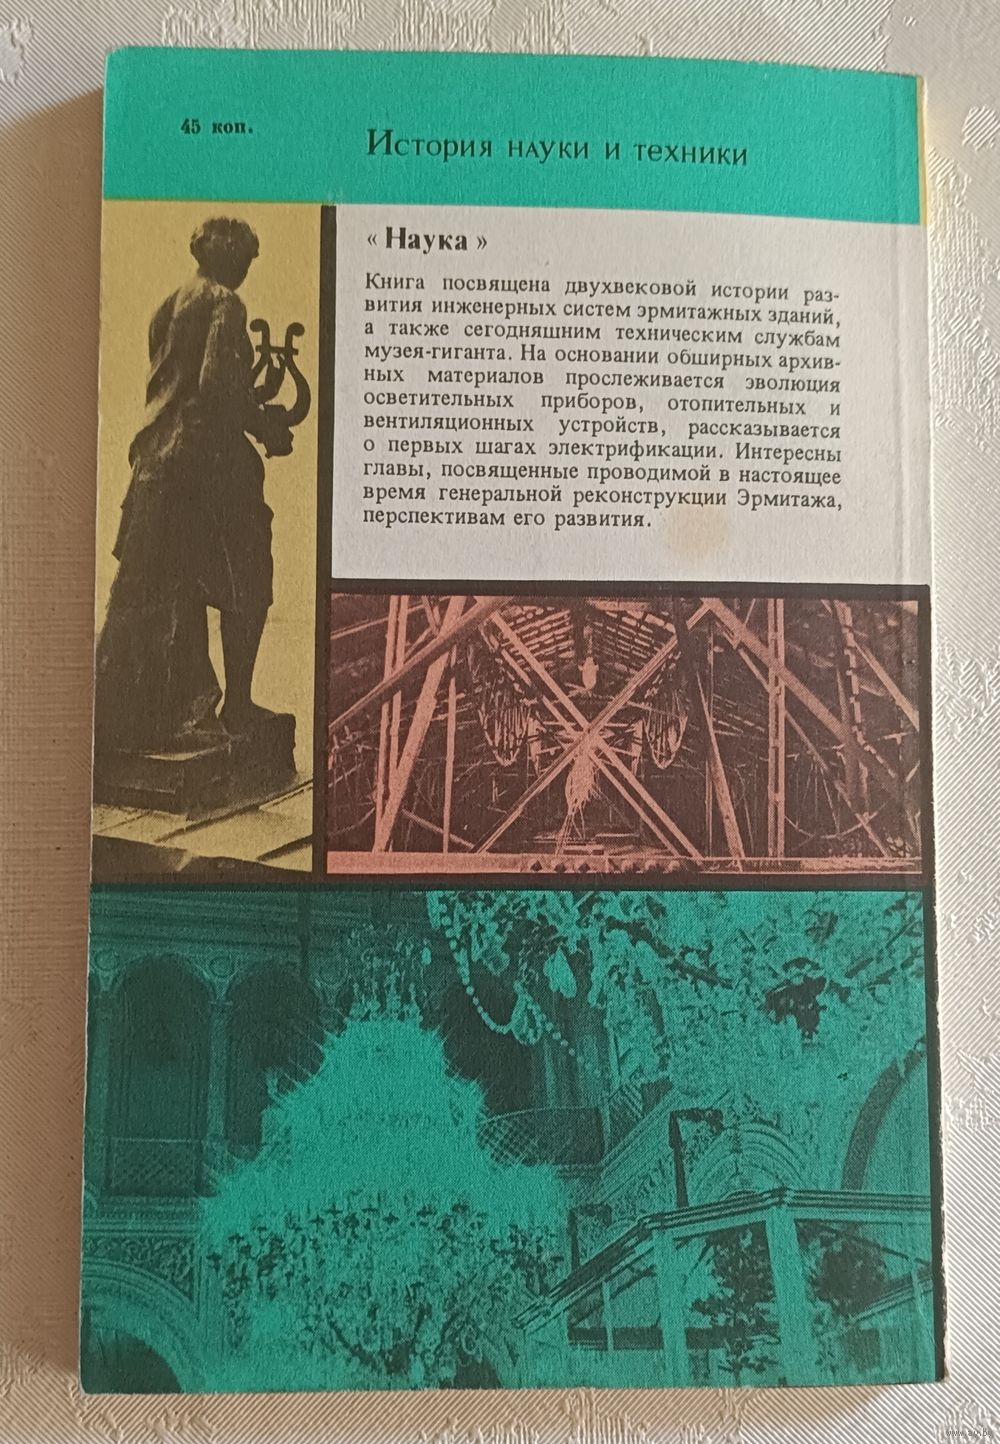 45 коп.
История науки и техники
«Наука»
Книга посвящена двухвековой истории раз-
вития инженерных систем эрмитажных зданий,
а также сегодняшним техническим службам
музея-гиганта. На основании обширных архив-
ных материалов прослеживается эволюция
осветительных приборов, отопительных и
вентиляционных устройств, рассказывается
о первых шагах электрификации. Интересны
главы, посвященные проводимой в настоящее
время генеральной реконструкции Эрмитажа,
перспективам его развития.